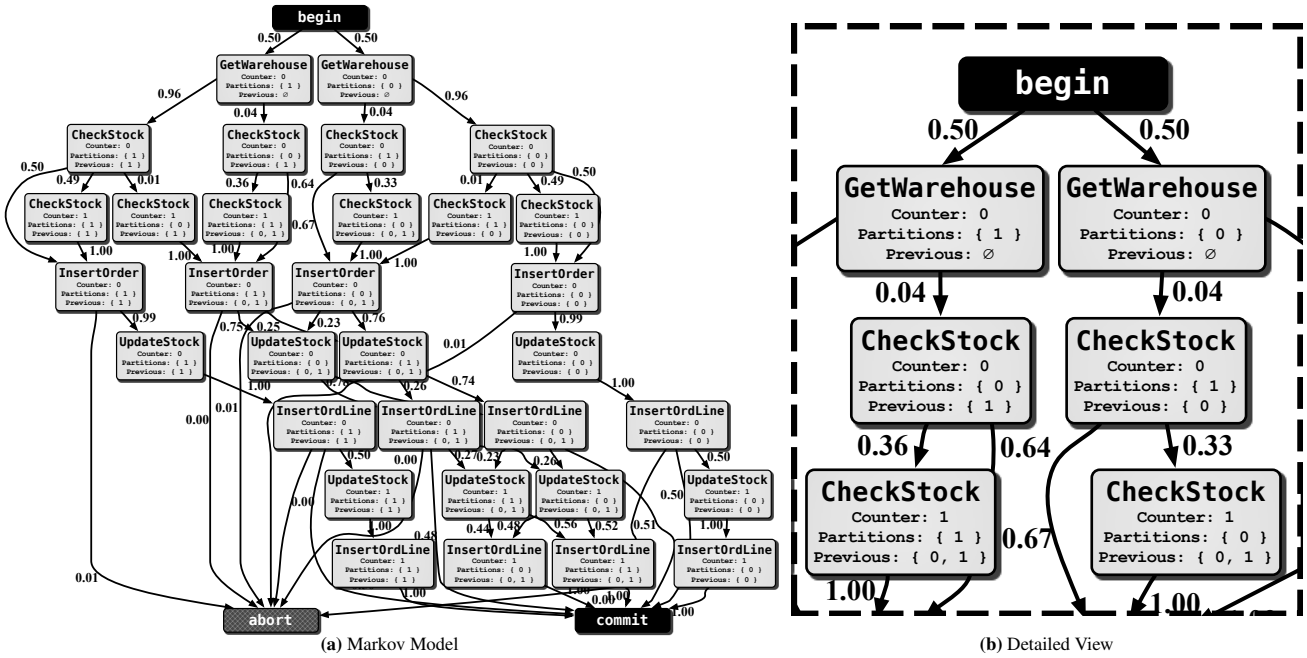 begin
0.50
0.50
GetWarehouse
Counter: 0
Partitions: { 1 }
Previous: ∅
GetWarehouse
Counter: 0
Partitions: { 0 }
Previous: ∅
0.96
0.04
0.04
0.96
CheckStock
Counter: 0
Partitions: { 1 }
Previous: { 1 }
CheckStock
Counter: 0
Partitions: { 0 }
Previous: { 1 }
CheckStock
Counter: 0
Partitions: { 1 }
Previous: { 0 }
CheckStock
Counter: 0
Partitions: { 0 }
Previous: { 0 }
0.50
0.49
0.01
0.36
0.64
0.33
0.01
0.49
0.50
CheckStock
Counter: 1
Partitions: { 1 }
Previous: { 1 }
CheckStock
Counter: 1
Partitions: { 0 }
Previous: { 1 }
CheckStock
Counter: 1
Partitions: { 1 }
Previous: { 0, 1 }
0.67
CheckStock
Counter: 1
Partitions: { 0 }
Previous: { 0, 1 }
CheckStock
Counter: 1
Partitions: { 1 }
Previous: { 0 }
CheckStock
Counter: 1
Partitions: { 0 }
Previous: { 0 }
1.00
1.00
1.00
1.00
1.00
1.00
InsertOrder
Counter: 0
Partitions: { 1 }
Previous: { 1 }
InsertOrder
Counter: 0
Partitions: { 1 }
Previous: { 0, 1 }
InsertOrder
Counter: 0
Partitions: { 0 }
Previous: { 0, 1 }
InsertOrder
Counter: 0
Partitions: { 0 }
Previous: { 0 }
0.99
0.75
0.25
0.23
0.76
0.01
0.99
UpdateStock
Counter: 0
Partitions: { 1 }
Previous: { 1 }
UpdateStock
Counter: 0
Partitions: { 0 }
Previous: { 0, 1 }
UpdateStock
Counter: 0
Partitions: { 1 }
Previous: { 0, 1 }
UpdateStock
Counter: 0
Partitions: { 0 }
Previous: { 0 }
1.00
0.26
0.74
1.00
0.00
0.01
InsertOrdLine
Counter: 0
Partitions: { 1 }
Previous: { 1 }
InsertOrdLine
Counter: 0
Partitions: { 1 }
Previous: { 0, 1 }
InsertOrdLine
Counter: 0
Partitions: { 0 }
Previous: { 0, 1 }
InsertOrdLine
Counter: 0
Partitions: { 0 }
Previous: { 0 }
0.50
0.00
0.27
0.23
0.26
0.50
UpdateStock
Counter: 1
Partitions: { 1 }
Previous: { 1 }
UpdateStock
Counter: 1
Partitions: { 1 }
Previous: { 0, 1 }
UpdateStock
Counter: 1
Partitions: { 0 }
Previous: { 0, 1 }
UpdateStock
Counter: 1
Partitions: { 0 }
Previous: { 0 }
0.00
0.50
1.00
0.48
0.44
0.48
0.56
0.52
0.51
1.00
InsertOrdLine
Counter: 1
Partitions: { 1 }
Previous: { 1 }
InsertOrdLine
Counter: 1
Partitions: { 0 }
Previous: { 0, 1 }
InsertOrdLine
Counter: 1
Partitions: { 1 }
Previous: { 0, 1 }
InsertOrdLine
Counter: 1
Partitions: { 0 }
Previous: { 0 }
0.01
1.00
1.00
0.00
1.00
1.00
abort
commit
(a) Markov Model
begin
0.50
0.50
GetWarehouse
Counter: 0
Partitions: { 1 }
Previous: ∅
GetWarehouse
Counter: 0
Partitions: { 0 }
Previous: ∅
0.04
0.04
CheckStock
Counter: 0
Partitions: { 0 }
Previous: { 1 }
CheckStock
Counter: 0
Partitions: { 1 }
Previous: { 0 }
0.36
0.64
0.33
CheckStock
Counter: 1
Partitions: { 1 }
Previous: { 0, 1 }
0.67
CheckStock
Counter: 1
Partitions: { 0 }
Previous: { 0, 1 }
1.00
1.00
(b) Detailed View